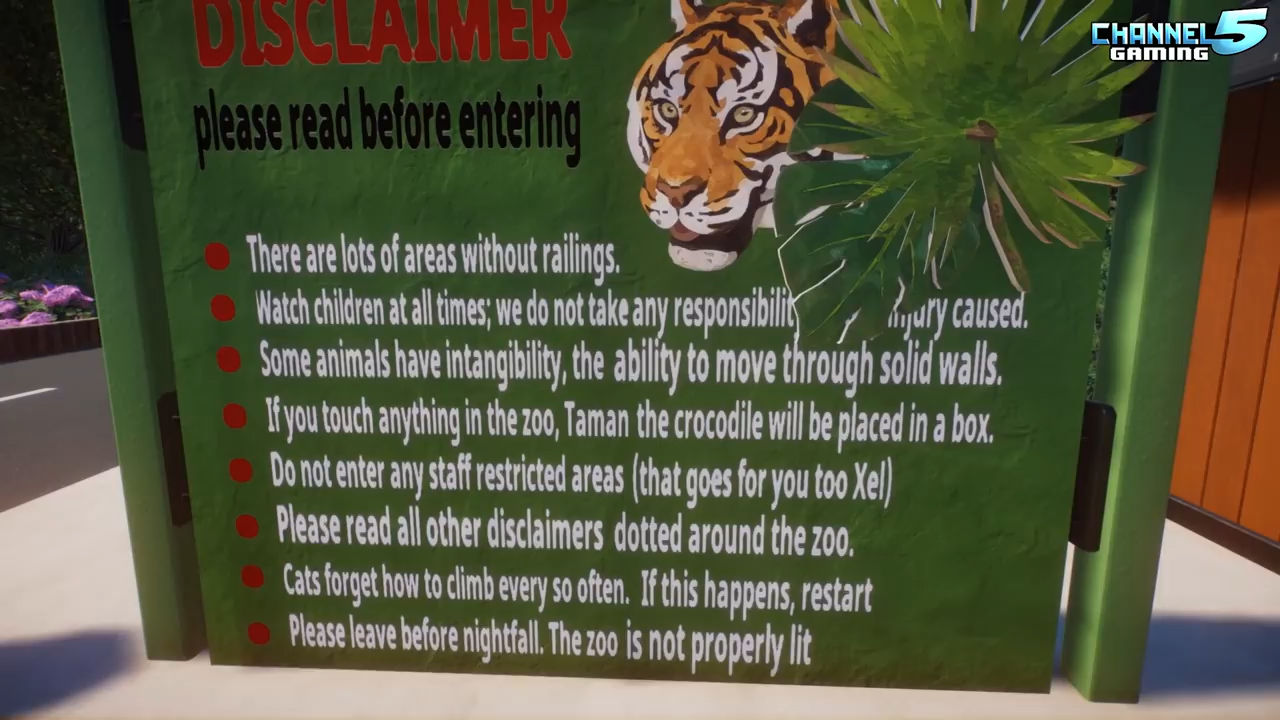 CHANNEL 5
GAMING
DISCLAIMER
please read before entering
There are lots of areas without railings.
Watch children at all times; we do not take any injury caused.
Some animals have intangibility, the ability to move through solid walls.
If you touch anything in the zoo, Taman the crocodile will be placed in a box.
Do not enter any staff restricted areas (that goes for you too Xel)
Please read all other disclaimers dotted around the zoo.
Cats forget how to climb every so often. If this happens, restart
Please leave before nightfall. The zoo is not properly lit